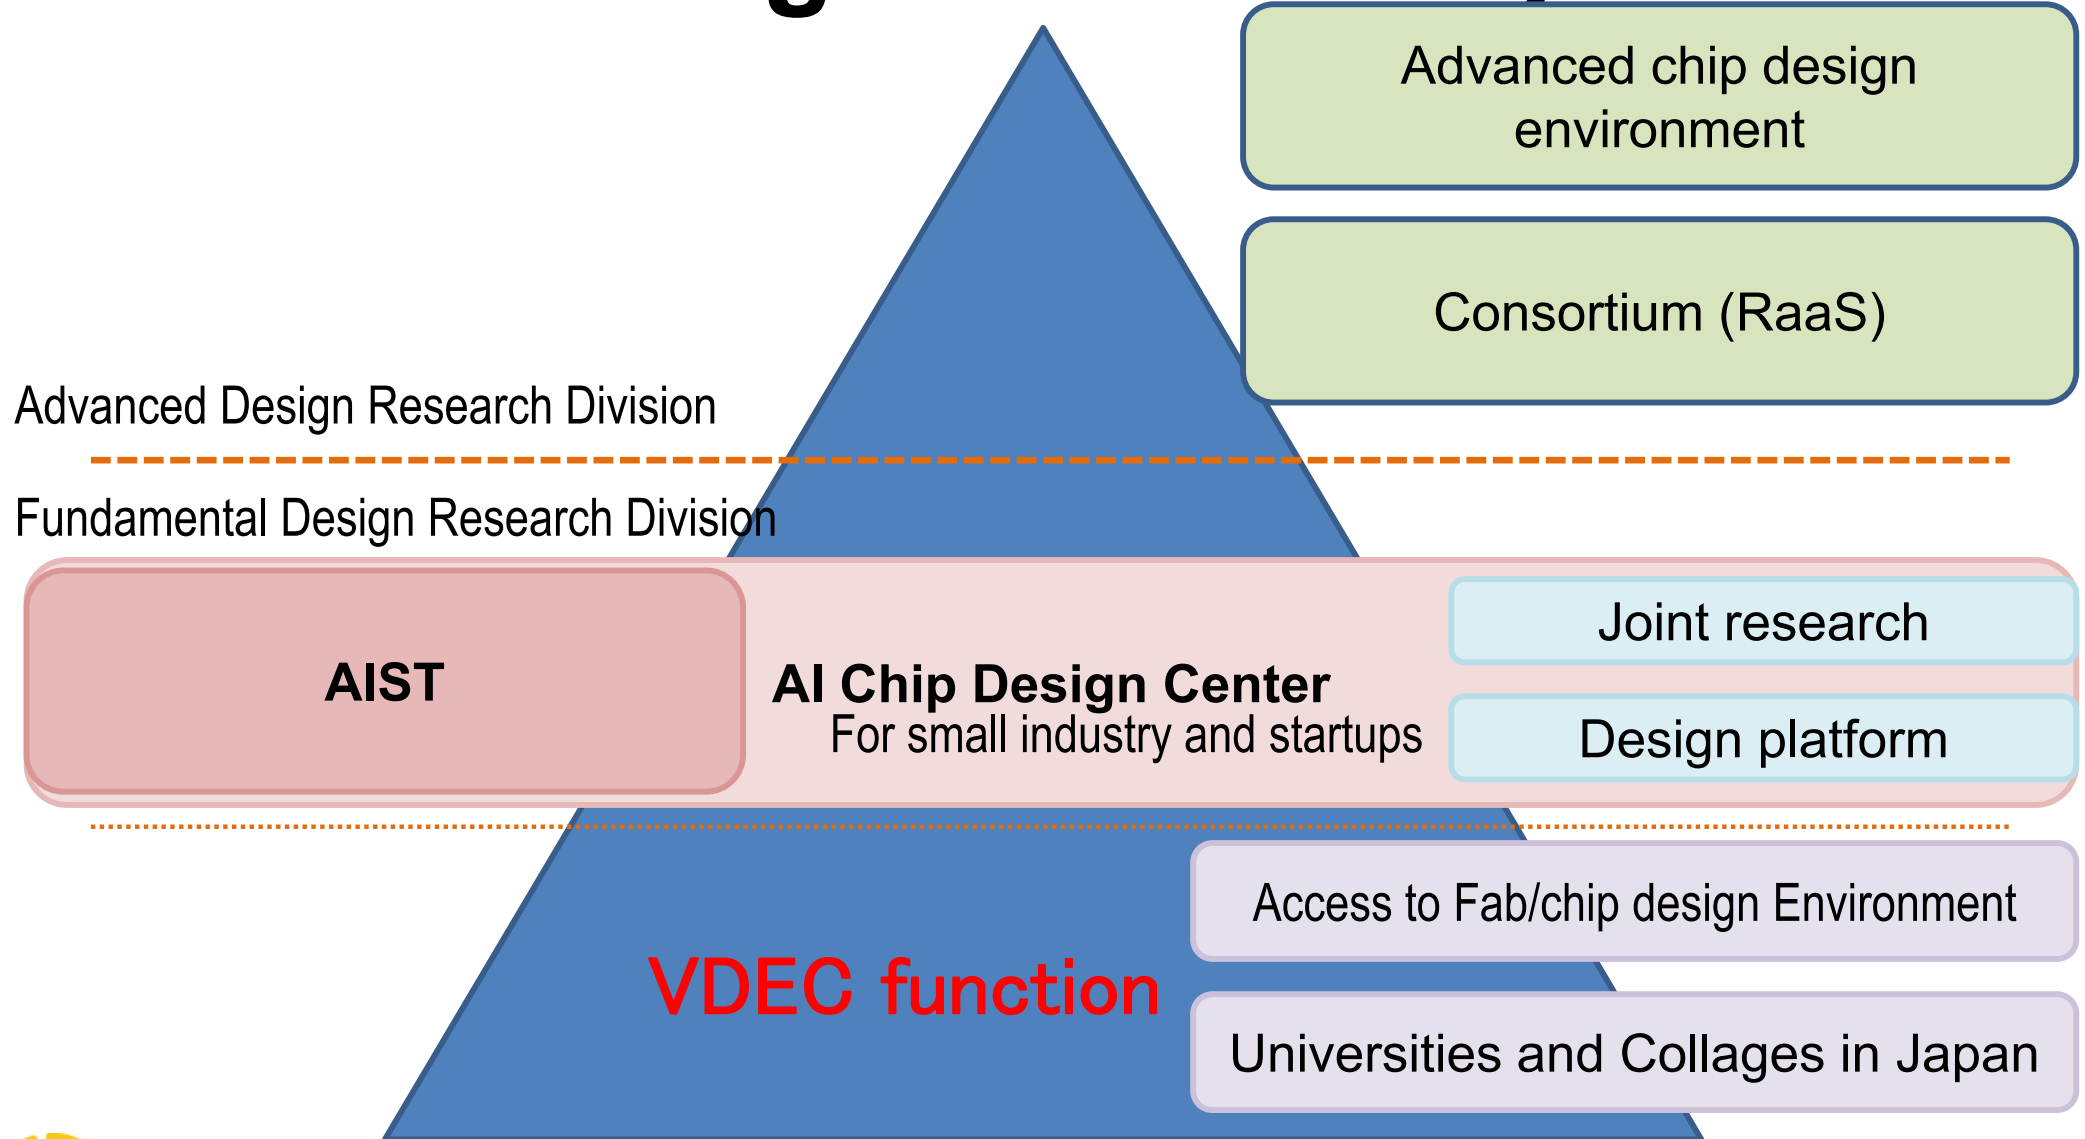 Advanced chip design
environment
Consortium (RaaS)
Advanced Design Research Division
Fundamental Design Research Division
AIST
AI Chip Design Center
For small industry and startups
Joint research
Design platform
Access to Fab/chip design Environment
VDEC function
Universities and Collages in Japan